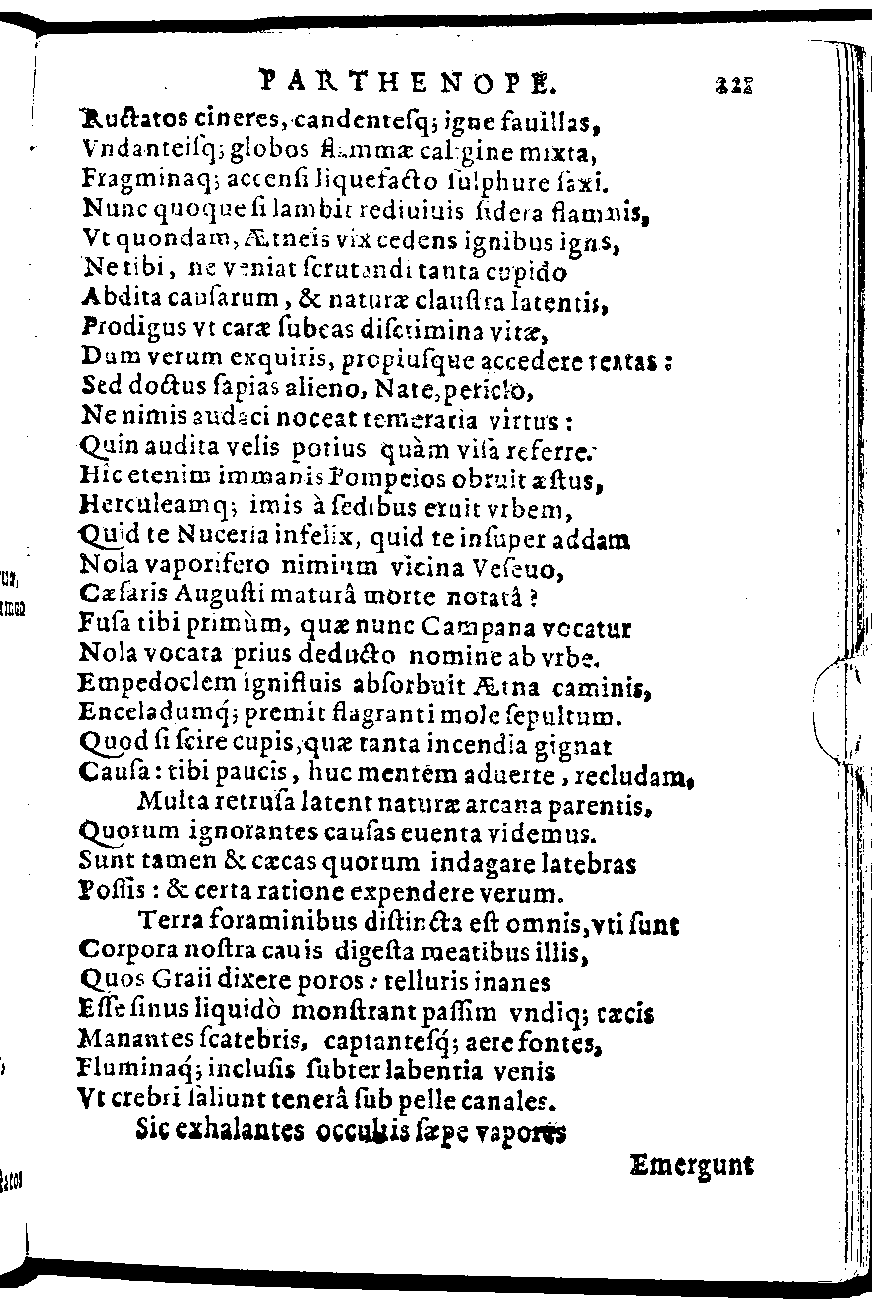 PARTHENOPE. 221
Ructatos cineres, candenteſq; igne fauillas,
Vndanteiſq; globos flammæ caligine mixta,
Fragminaq; accenſi liquefacto ſulphure ſaxi.
Nunc quoque ſi lambit rediuiuis ſidera flammis,
Vt quondam, Ætneis vix cedens ignibus ignis,
Ne tibi, ne veniat ſcrutandi tanta cupido
Abdita cauſarum, & naturæ clauſtra latentis,
Prodigus vt caræ ſubeas diſcrimina vitæ,
Dum verum exquiris, propiuſque accedere tentas:
Sed doctus ſapias alieno, Nate, periclo,
Ne nimis audaci noceat temeraria virtus:
Quin audita velis potius quàm viſa referre.
Hic etenim immanis Pompeios obruit æſtus,
Herculeamq; imis à ſedibus eruit vrbem,
Quid te Nuceria infelix, quid te inſuper addam
Nola vaporifero nimium vicina Veſeuo,
Cæſaris Auguſti maturâ morte notatâ?
Fuſa tibi primùm, quæ nunc Campana vocatur
Nola vocata prius deducto nomine ab vrbe.
Empedoclem ignifluis abſorbuit Ætna caminis,
Enceladumq́; premit flagranti mole ſepultum.
Quod ſi ſcire cupis, quæ tanta incendia gignat
Cauſa: tibi paucis, huc mentem aduerte, recludam,
Multa retruſa latent naturæ arcana parentis,
Quorum ignorantes cauſas euenta videmus.
Sunt tamen & cæcas quorum indagare latebras
Poſſis: & certa ratione expendere verum.
Terra foraminibus diſtincta eſt omnis, vti ſunt
Corpora noſtra cauis digeſta meatibus illis,
Quos Graii dixere poros: telluris inanes
Eſſe ſinus liquidò monſtrant paſſim vndiq; cæcis
Manantes ſcatebris, captanteſq́; aere fontes,
Fluminaq́; incluſis ſubter labentia venis
Vt crebri ſaliunt tenerâ ſub pelle canales.
Sic exhalantes occultis ſæpe vapores
Emergunt